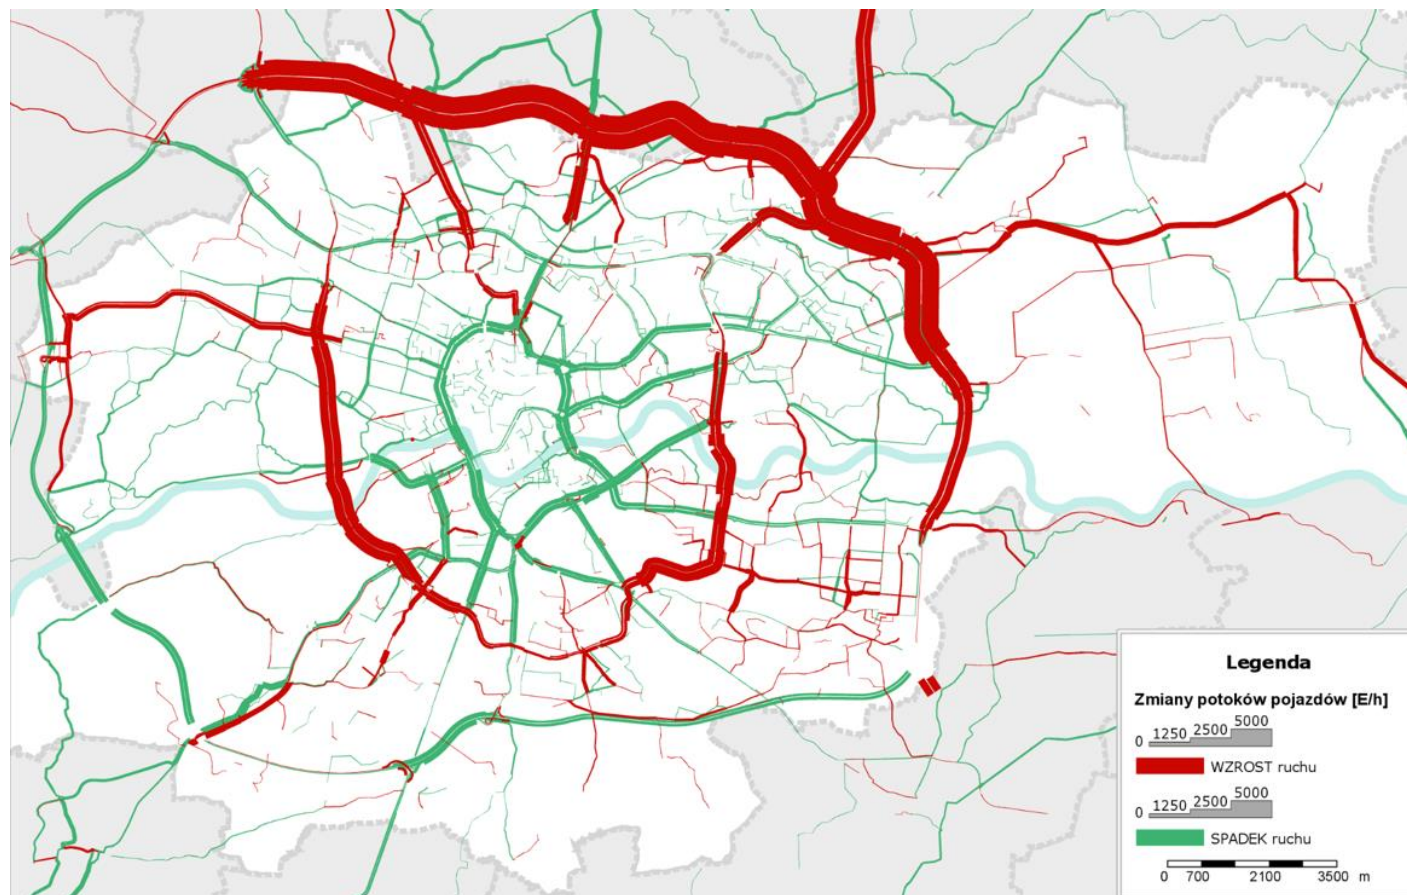 Legenda
Zmiany potoków pojazdów [E/h]
0 1250 2500 5000
WZROST ruchu
0 1250 2500 5000
SPADEK ruchu
0 700 2100 3500 m